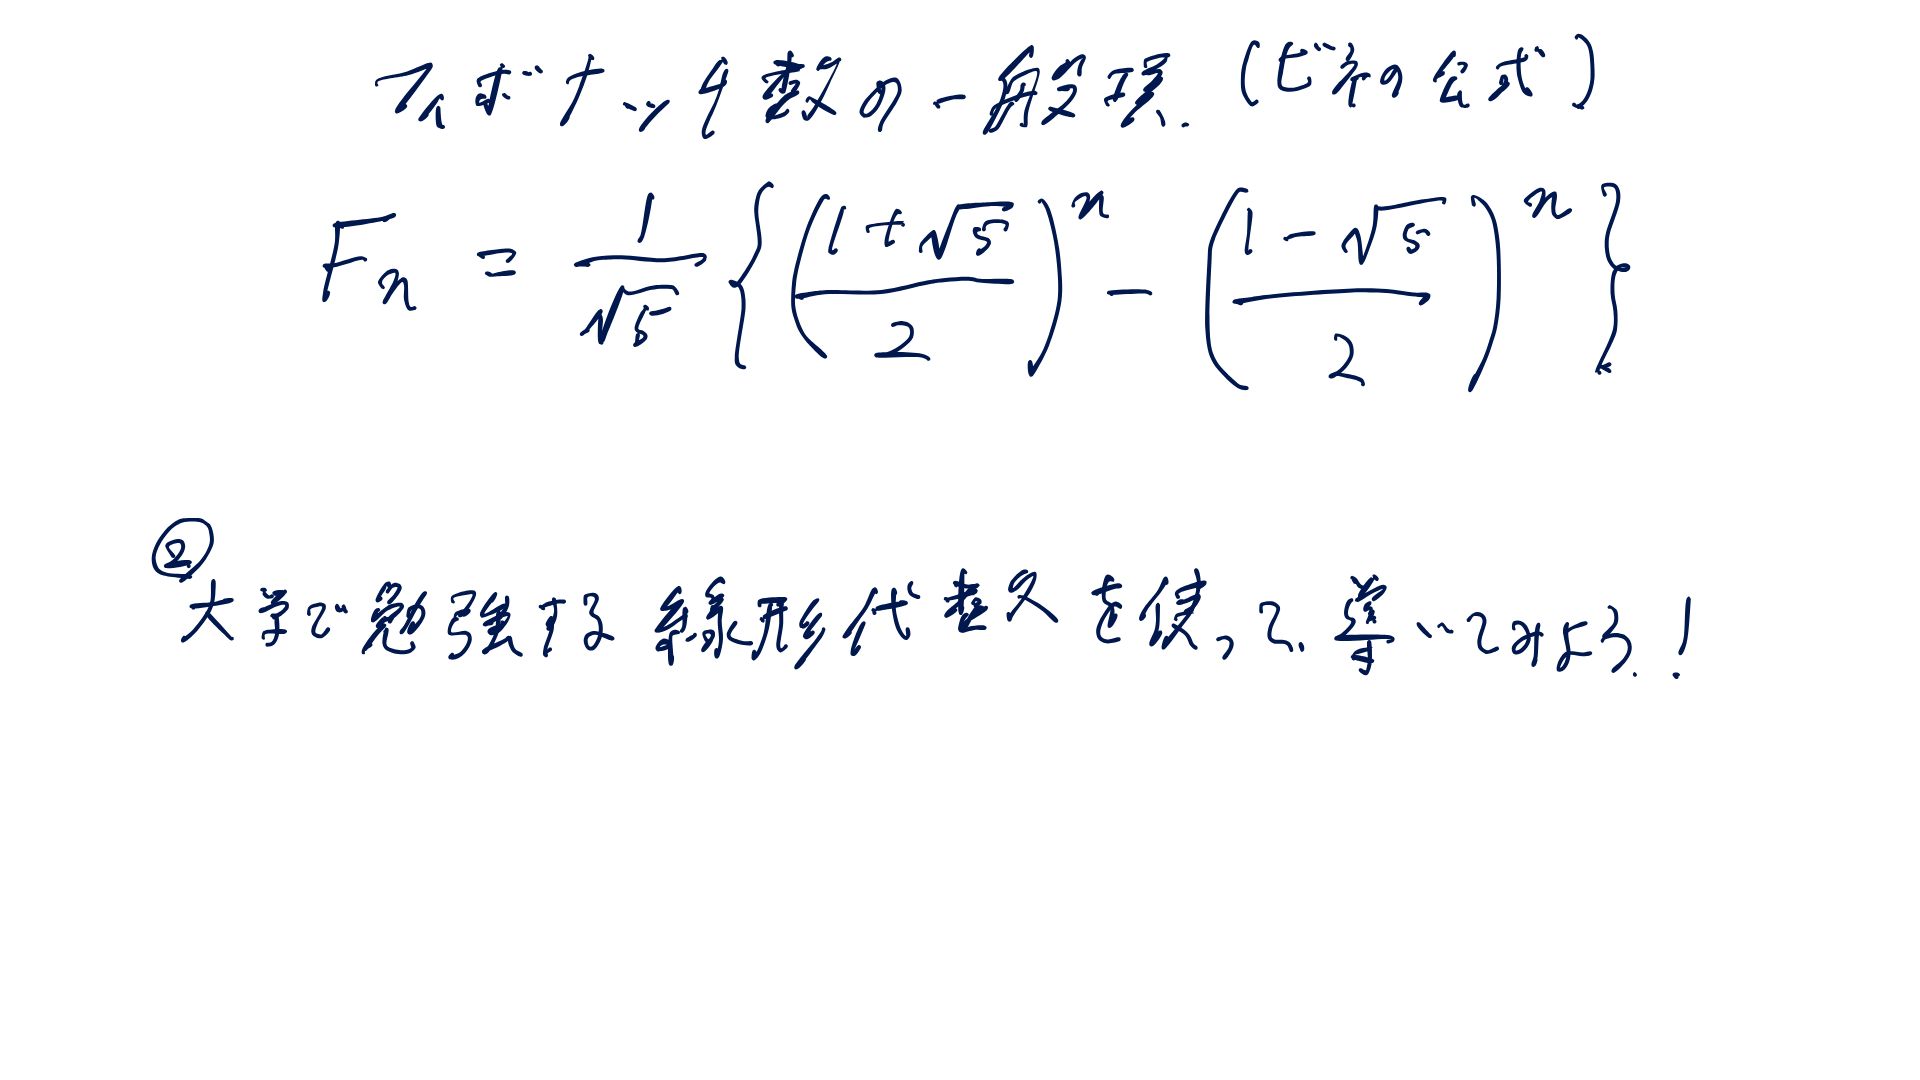 フィボナッチ数の一般項.（ビネの公式）
Fn = 1/√5 { ( (1+√5)/2 )^n − ( (1−√5)/2 )^n }
②
大学で勉強する線形代数を使って、導いてみよう.!